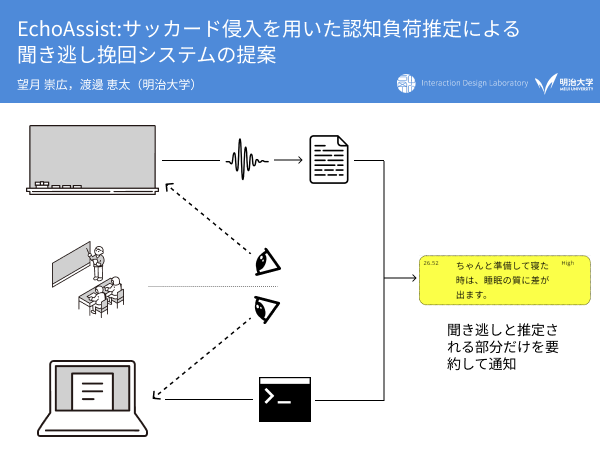 EchoAssist:サッカード侵入を用いた認知負荷推定による
聞き逃し挽回システムの提案
望月 崇広，渡邊 恵太（明治大学）
Interaction Design Laboratory
明治大学
MEIJI UNIVERSITY
26.52
ちゃんと準備して寝た
時は、睡眠の質に差が
出ます。
High
聞き逃しと推定さ
れる部分だけを要
約して通知